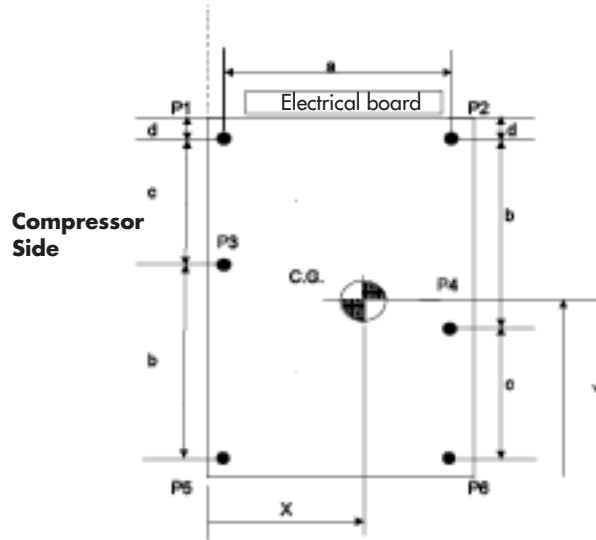 a
Electrical board
P1
P2
d
d
c
b
Compressor
Side
P3
C.G.
P4
b
c
P5
P6
X